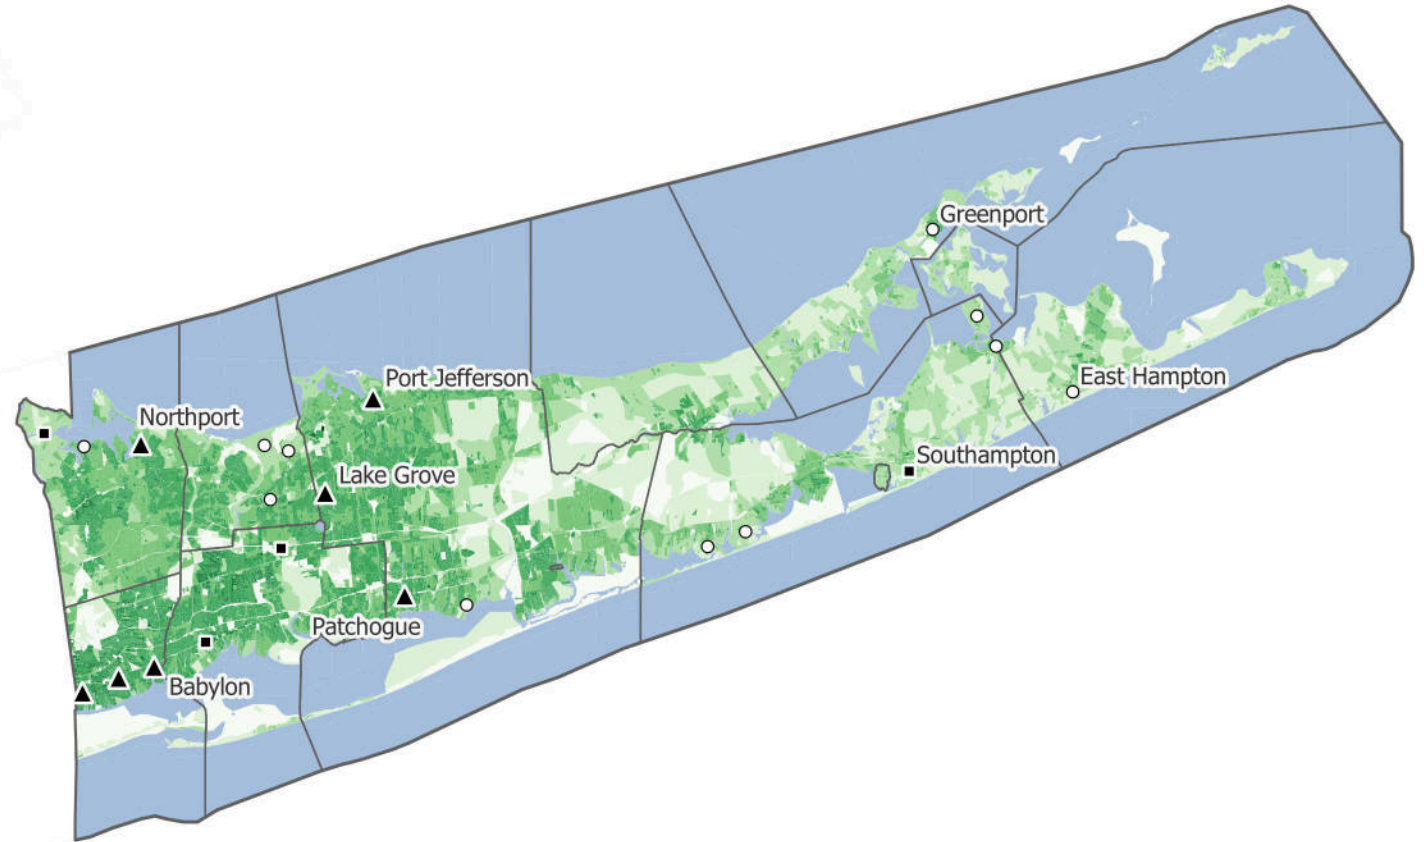 Greenport
Port Jefferson
East Hampton
Northport
Southampton
Lake Grove
Patchogue
Babylon